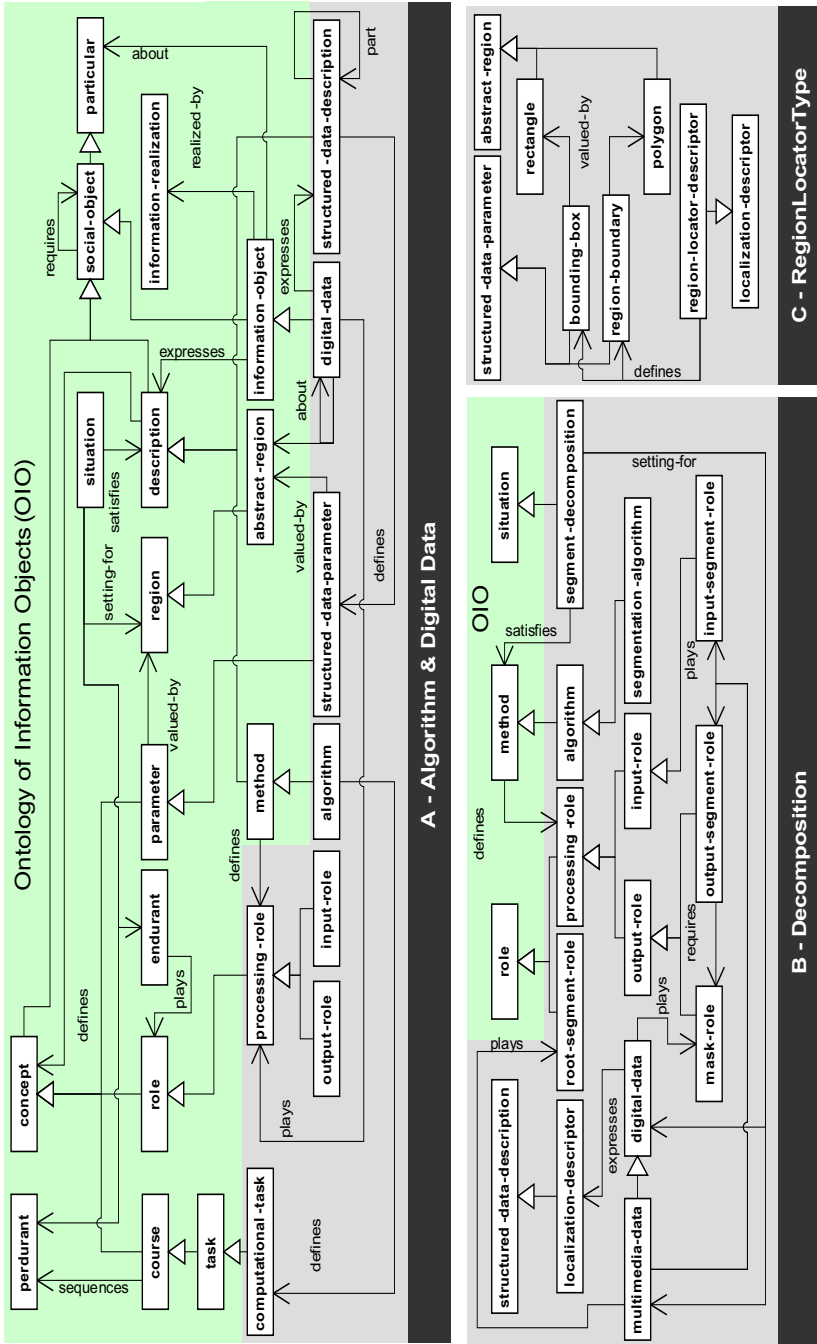 Ontology of Information Objects (OIO)
perdurant
concept
particular
about
sequences
defines
requires
social-object
course
role
plays
endurant
parameter
valued-by
region
setting-for
situation
satisfies
description
expresses
realized-by
information-realization
task
computational-task
processing-role
defines
method
abstract-region
information-object
about
expresses
plays
output-role
input-role
algorithm
structured-data-parameter
valued-by
digital-data
structured-data-description
part
defines
defines
A - Algorithm & Digital Data
OIO
structured-data-description
plays
role
defines
method
satisfies
situation
localization-descriptor
root-segment-role
processing-role
algorithm
segment-decomposition
expresses
multimedia-data
digital-data
plays
output-role
input-role
segmentation-algorithm
setting-for
requires
mask-role
output-segment-role
plays
input-segment-role
B - Decomposition
structured-data-parameter
abstract-region
rectangle
bounding-box
valued-by
region-boundary
polygon
defines
region-locator-descriptor
localization-descriptor
C - RegionLocatorType